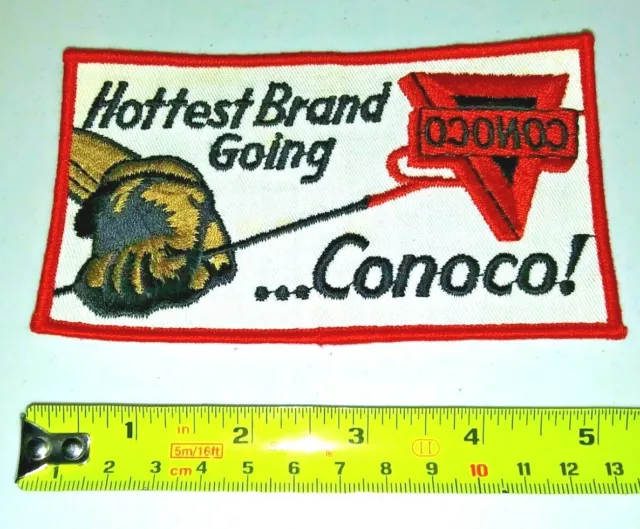 Hottest Brand
Going
OCONOC
...Conoco!
1 in 2 3 4 5
5m/16ft
1 2 3 cm 4 5 6 7 8 9 10 11 12 13